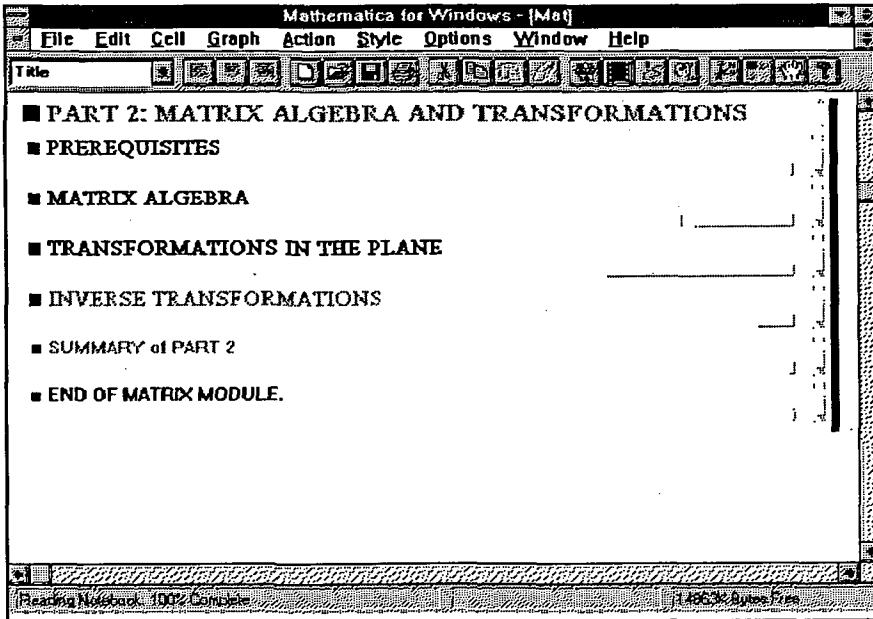 Mathematica for Windows - [Mat]
File Edit Cell Graph Action Style Options Window Help
Title
PART 2: MATRIX ALGEBRA AND TRANSFORMATIONS
PREREQUISITES
MATRIX ALGEBRA
TRANSFORMATIONS IN THE PLANE
INVERSE TRANSFORMATIONS
SUMMARY of PART 2
END OF MATRIX MODULE.
Reading Notebook 100% Complete
14863k Bytes Free